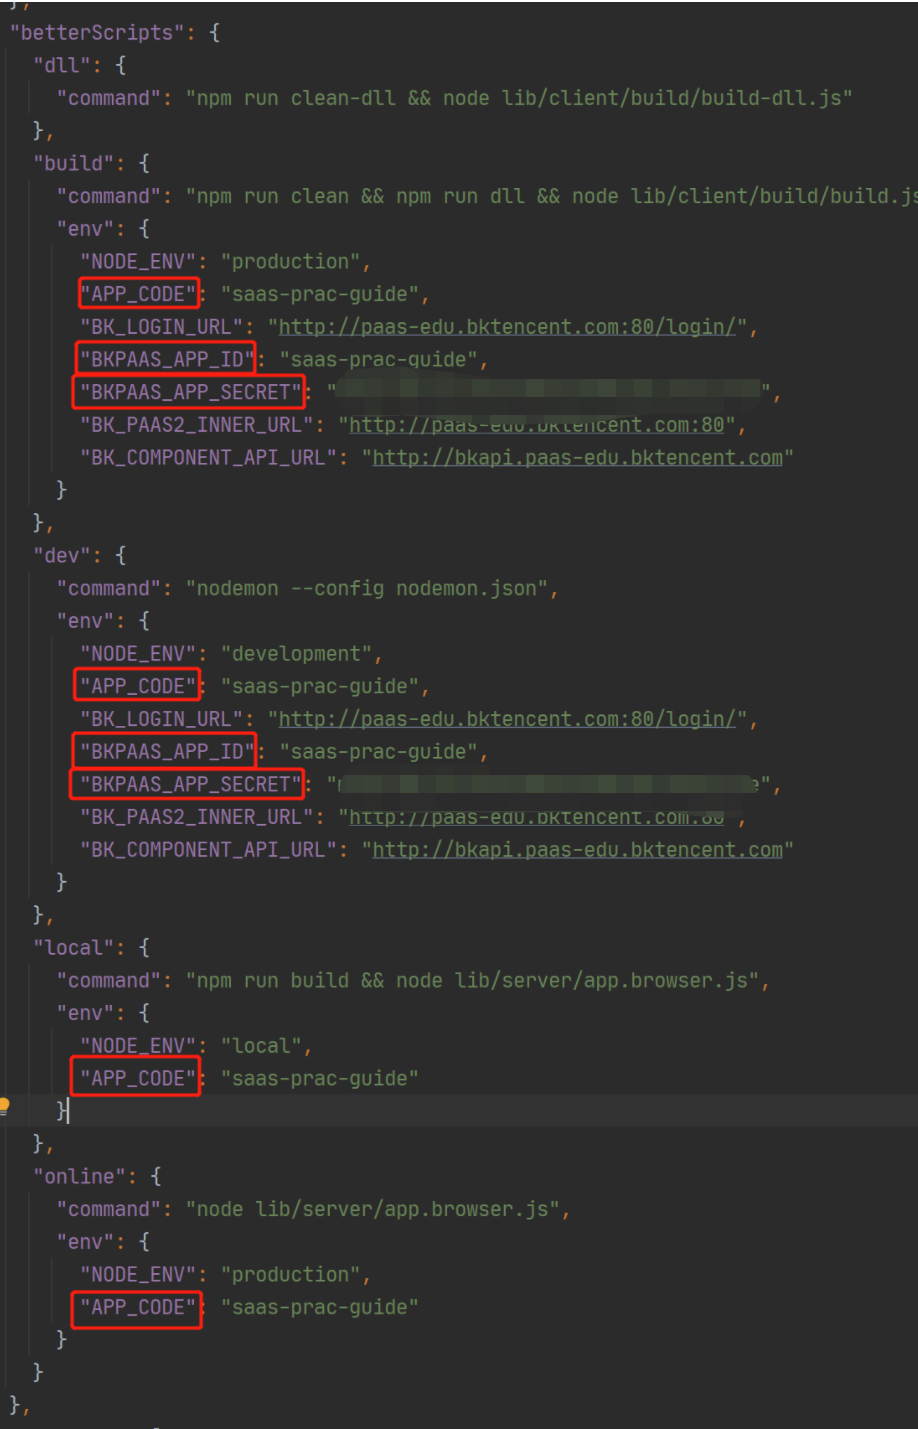 },
"betterScripts": {
"dll": {
"command": "npm run clean-dll && node lib/client/build/build-dll.js"
},
"build": {
"command": "npm run clean && npm run dll && node lib/client/build/build.js
"env": {
"NODE_ENV": "production",
"APP_CODE": "saas-prac-guide",
"BK_LOGIN_URL": "http://paas-edu.bktencent.com:80/login/",
"BKPAAS_APP_ID": "saas-prac-guide",
"BKPAAS_APP_SECRET": "",
"BK_PAAS2_INNER_URL": "http://paas-edu.bktencent.com:80",
"BK_COMPONENT_API_URL": "http://bkapi.paas-edu.bktencent.com"
}
},
"dev": {
"command": "nodemon --config nodemon.json",
"env": {
"NODE_ENV": "development",
"APP_CODE": "saas-prac-guide",
"BK_LOGIN_URL": "http://paas-edu.bktencent.com:80/login/",
"BKPAAS_APP_ID": "saas-prac-guide",
"BKPAAS_APP_SECRET": "",
"BK_PAAS2_INNER_URL": "http://paas-edu.bktencent.com:80",
"BK_COMPONENT_API_URL": "http://bkapi.paas-edu.bktencent.com"
}
},
"local": {
"command": "npm run build && node lib/server/app.browser.js",
"env": {
"NODE_ENV": "local",
"APP_CODE": "saas-prac-guide"
}
},
"online": {
"command": "node lib/server/app.browser.js",
"env": {
"NODE_ENV": "production",
"APP_CODE": "saas-prac-guide"
}
}
},